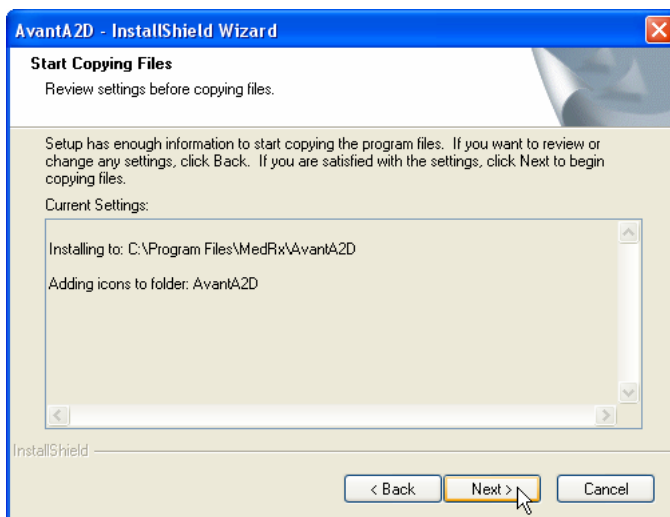 AvantA2D - InstallShield Wizard
Start Copying Files
Review settings before copying files.
Setup has enough information to start copying the program files. If you want to review or
change any settings, click Back. If you are satisfied with the settings, click Next to begin
copying files.
Current Settings:
Installing to: C:\Program Files\MedRx\AvantA2D
Adding icons to folder: AvantA2D
InstallShield
< Back
Next >
Cancel